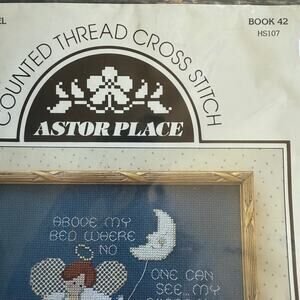 EL
BOOK 42
HS107
COUNTED THREAD CROSS STITCH
ASTOR PLACE
ABOVE MY
BED WHERE
NO
ONE CAN
SEE...MY